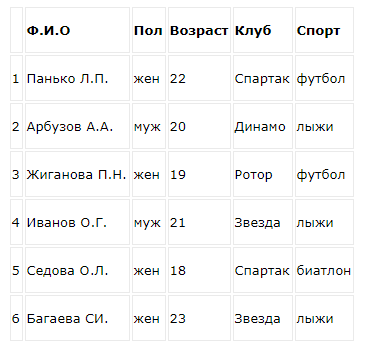 Ф.И.О Пол Возраст Клуб Спорт
1 Панько Л.П. жен 22 Спартак футбол
2 Арбузов А.А. муж 20 Динамо лыжи
3 Жиганова П.Н. жен 19 Ротор футбол
4 Иванов О.Г. муж 21 Звезда лыжи
5 Седова О.Л. жен 18 Спартак биатлон
6 Багаева СИ. жен 23 Звезда лыжи